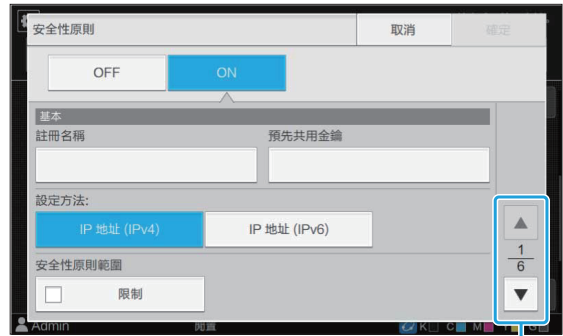 安全性原則 取消 確定
OFF ON
基本
註冊名稱 預先共用金鑰
設定方法:
IP 地址 (IPv4) IP 地址 (IPv6)
1
6
安全性原則範圍
限制
Admin 閒置 K C M